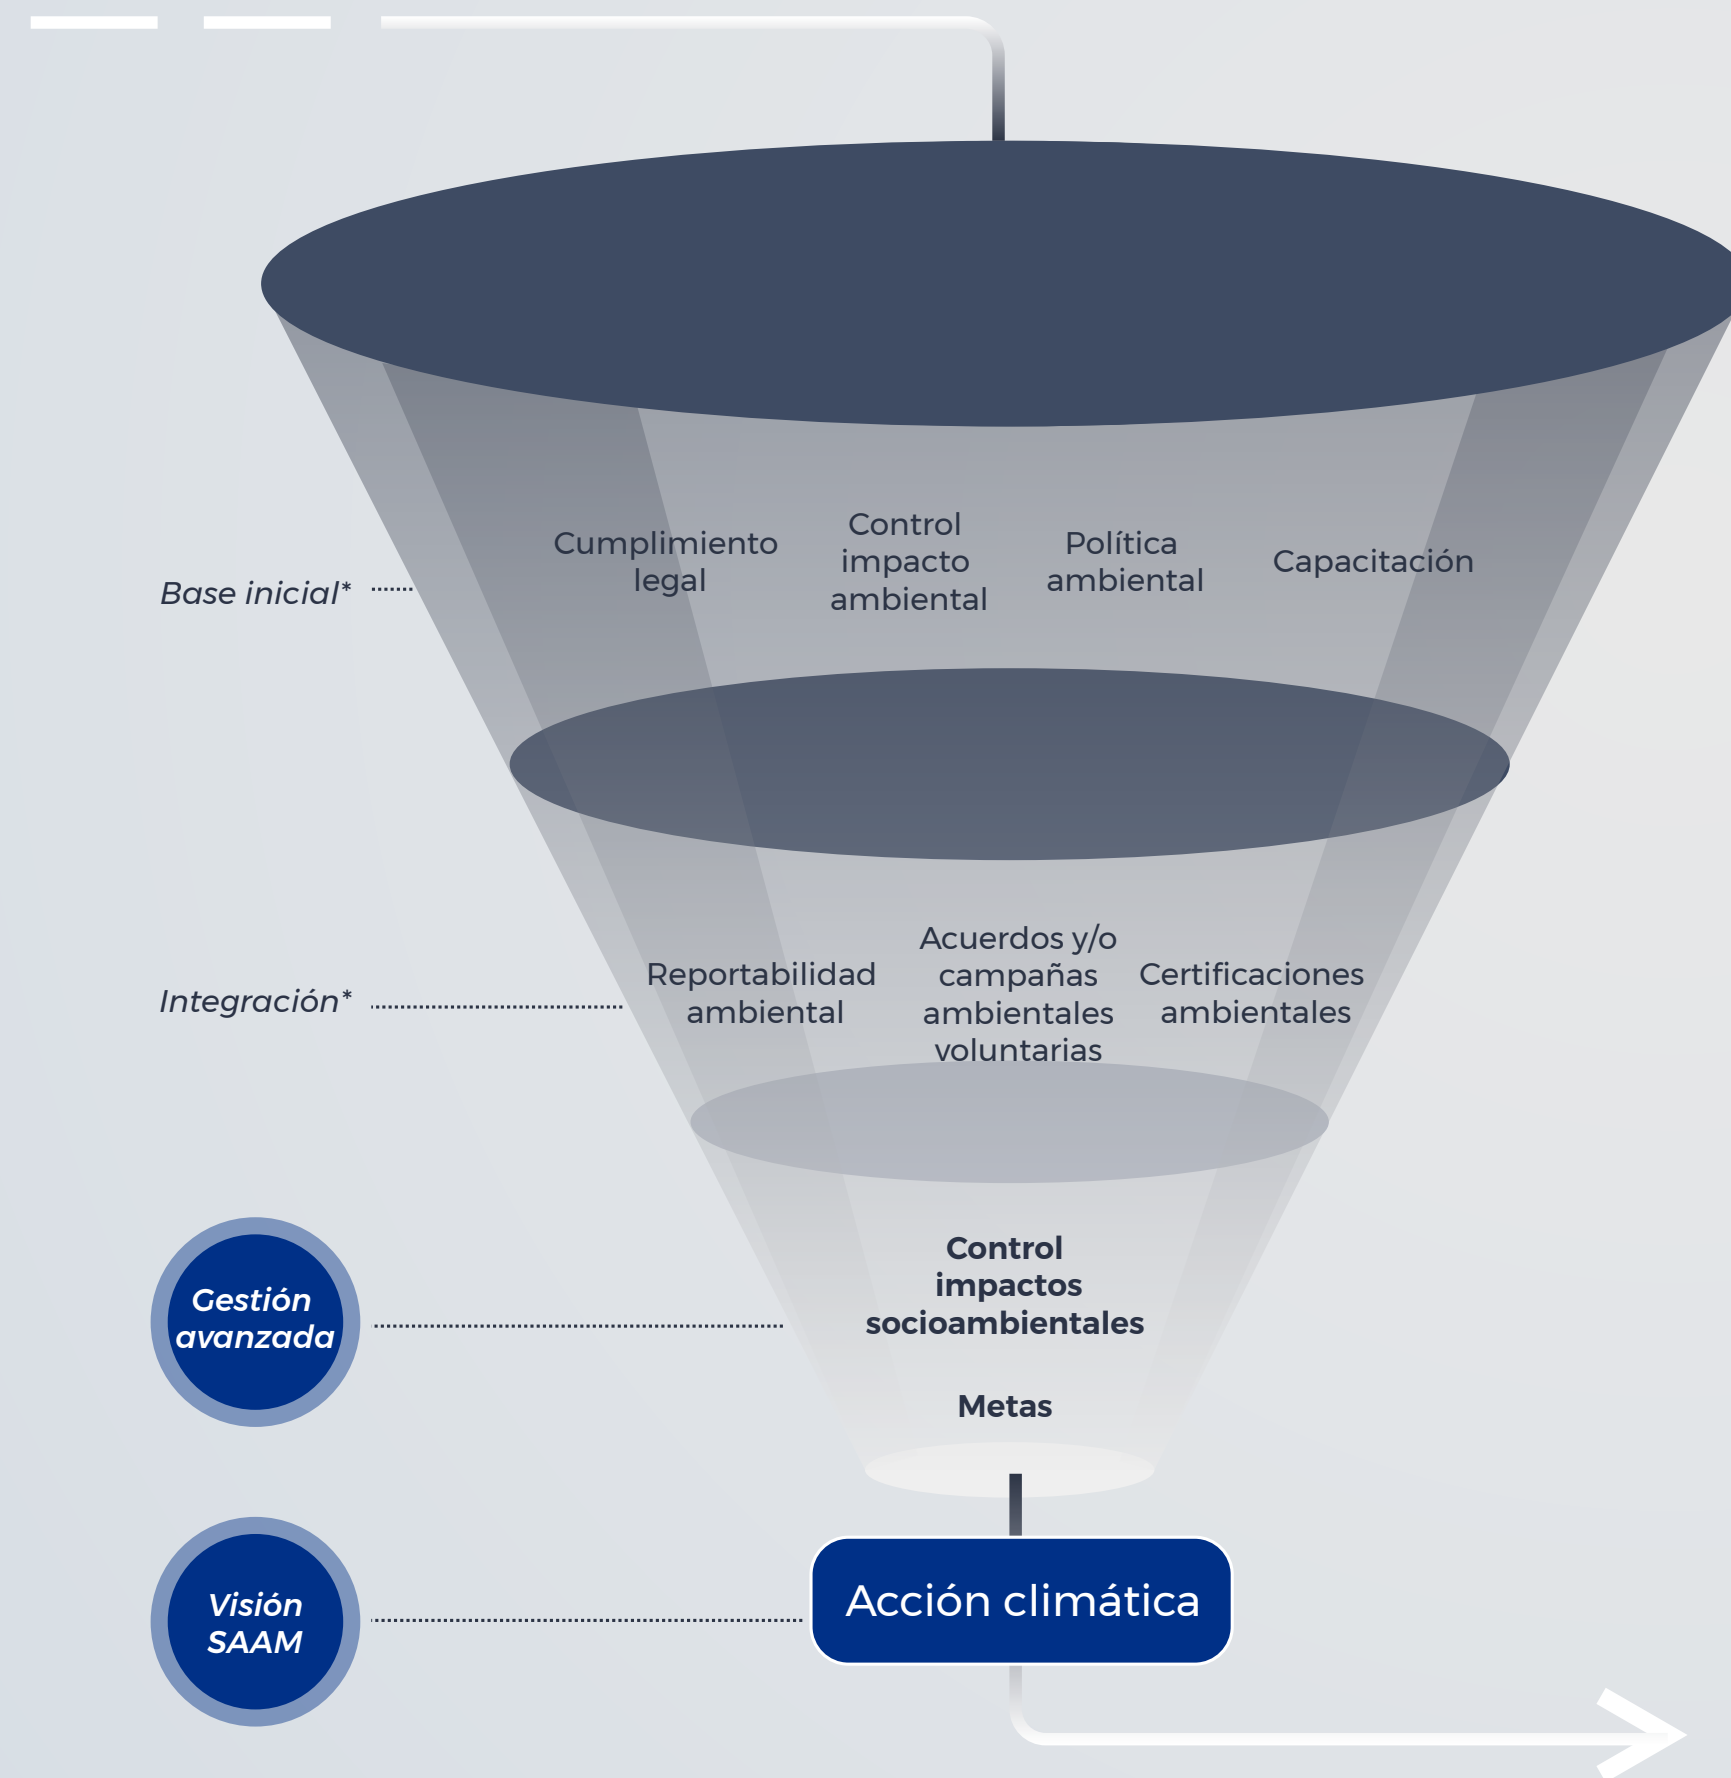 Base inicial*
Cumplimiento
legal
Control
impacto
ambiental
Política
ambiental
Capacitación
Integración*
Reportabilidad
ambiental
Acuerdos y/o
campañas
ambientales
voluntarias
Certificaciones
ambientales
Gestión
avanzada
Control
impactos
socioambientales
Metas
Visión
SAAM
Acción climática